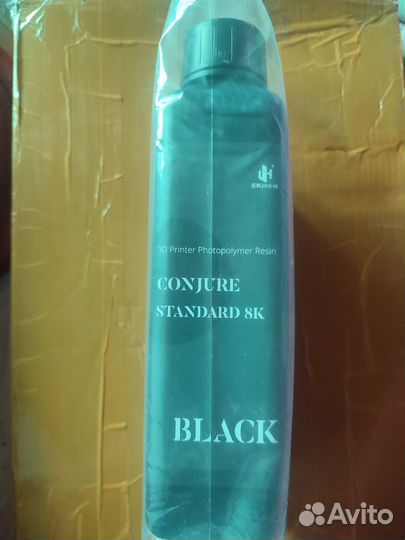 3D Printer Photopolymer Resin
CONJURE
STANDARD 8K
BLACK
Avito